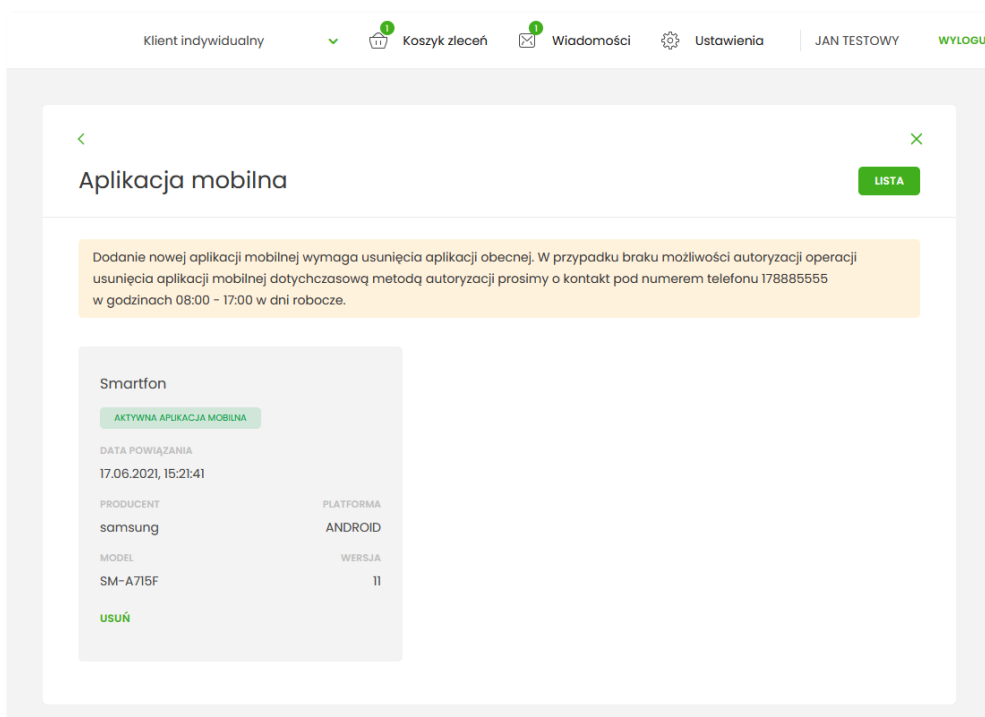 Klient indywidualny 1 Koszyk zleceń 1 Wiadomości Ustawienia JAN TESTOWY WYLOGU
Aplikacja mobilna
LISTA
Dodanie nowej aplikacji mobilnej wymaga usunięcia aplikacji obecnej. W przypadku braku możliwości autoryzacji operacji
usunięcia aplikacji mobilnej dotychczasową metodą autoryzacji prosimy o kontakt pod numerem telefonu 178885555
w godzinach 08:00 - 17:00 w dni robocze.
Smartfon
AKTYWNA APLIKACJA MOBILNA
DATA POWIĄZANIA
17.06.2021, 15:21:41
PRODUCENT PLATFORMA
samsung ANDROID
MODEL WERSJA
SM-A715F 11
USUŃ